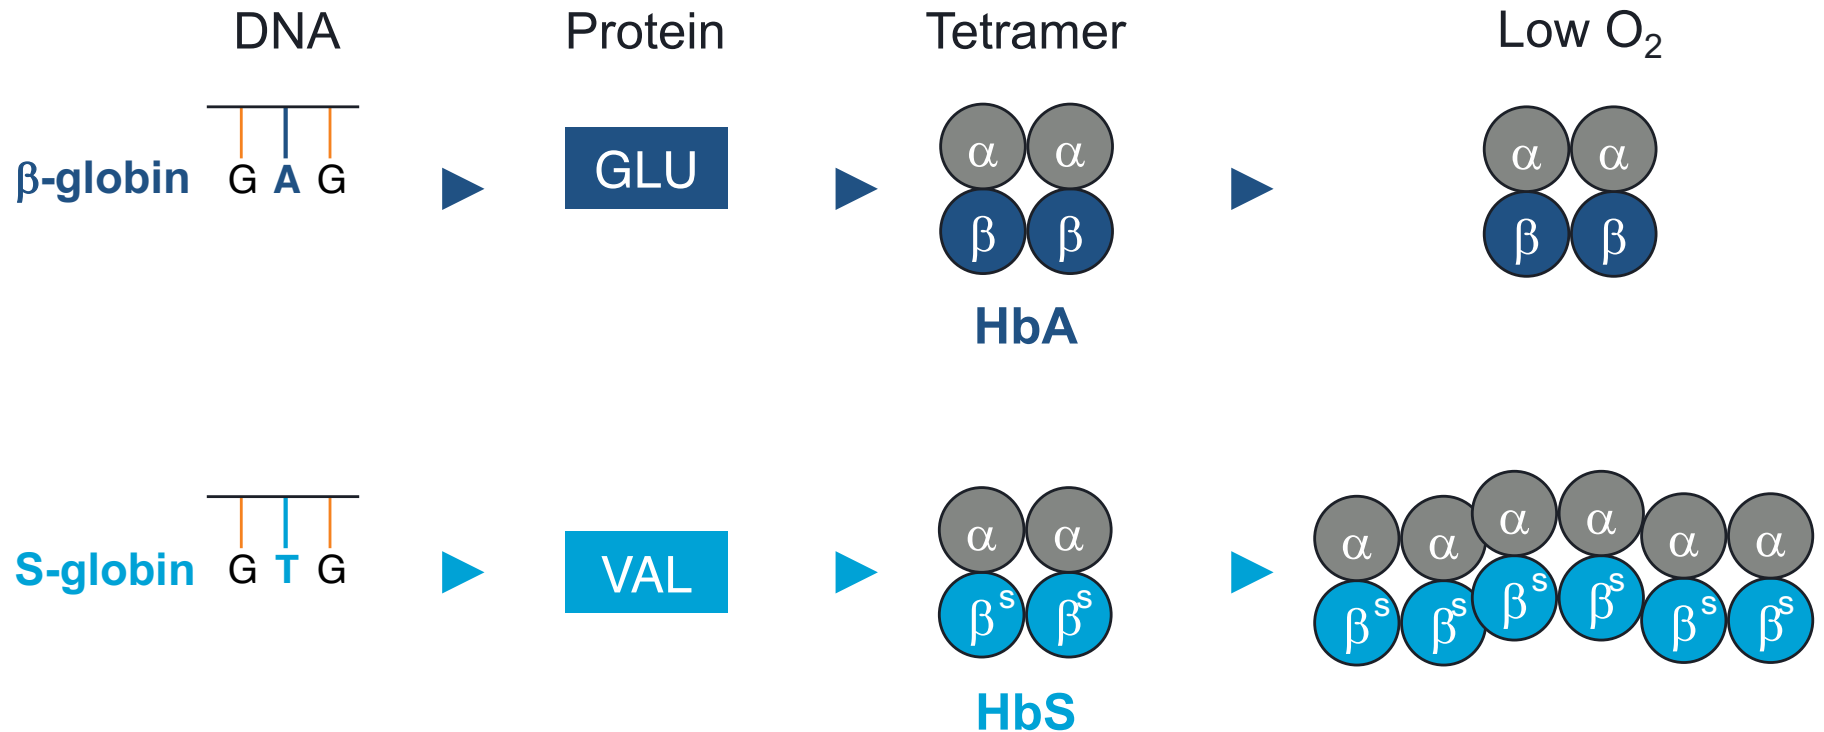 DNA Protein Tetramer Low O₂
β-globin G A G GLU α α α α
β β β β
HbA
S-globin G T G VAL α α α α α α α α
βˢ βˢ βˢ βˢ βˢ βˢ βˢ βˢ
HbS